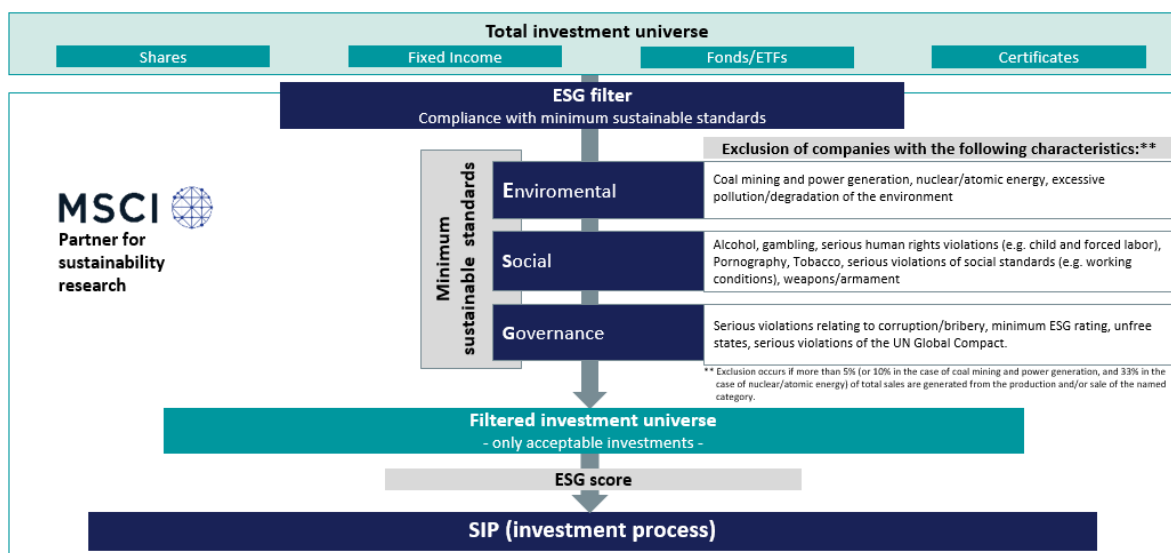 Total investment universe
Shares
Fixed Income
Fonds/ETFs
Certificates
ESG filter
Compliance with minimum sustainable standards
Exclusion of companies with the following characteristics:**
MSCI
Partner for
sustainability
research
Minimum
sustainable standards
Enviromental
Coal mining and power generation, nuclear/atomic energy, excessive
pollution/degradation of the environment
Social
Alcohol, gambling, serious human rights violations (e.g. child and forced labor),
Pornography, Tobacco, serious violations of social standards (e.g. working
conditions), weapons/armament
Governance
Serious violations relating to corruption/bribery, minimum ESG rating, unfree
states, serious violations of the UN Global Compact.
** Exclusion occurs if more than 5% (or 10% in the case of coal mining and power generation, and 33% in the
case of nuclear/atomic energy) of total sales are generated from the production and/or sale of the named
category.
Filtered investment universe
- only acceptable investments -
ESG score
SIP (investment process)